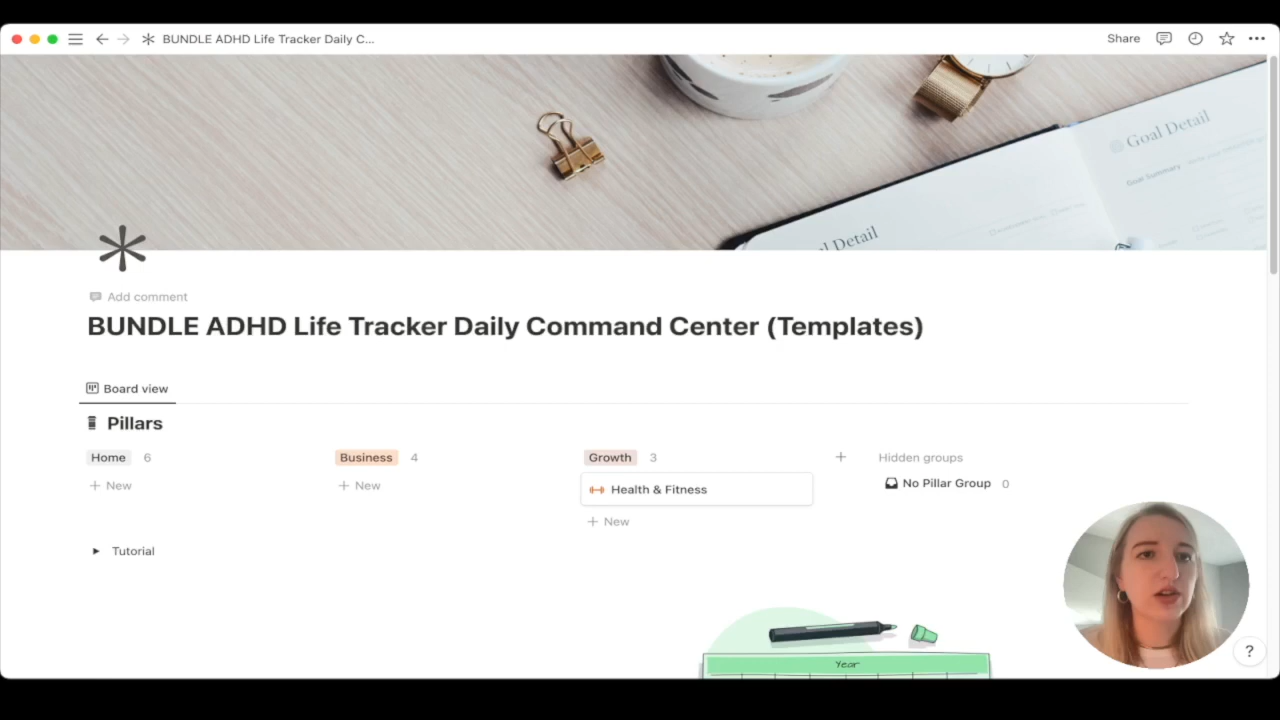 BUNDLE ADHD Life Tracker Daily C...
Share
Goal Detail
Goal Summary
l Detail
Add comment
BUNDLE ADHD Life Tracker Daily Command Center (Templates)
Board view
Pillars
Home 6
Business 4
Growth 3
Hidden groups
+ New
+ New
Health & Fitness
No Pillar Group 0
+ New
Tutorial
Year
?